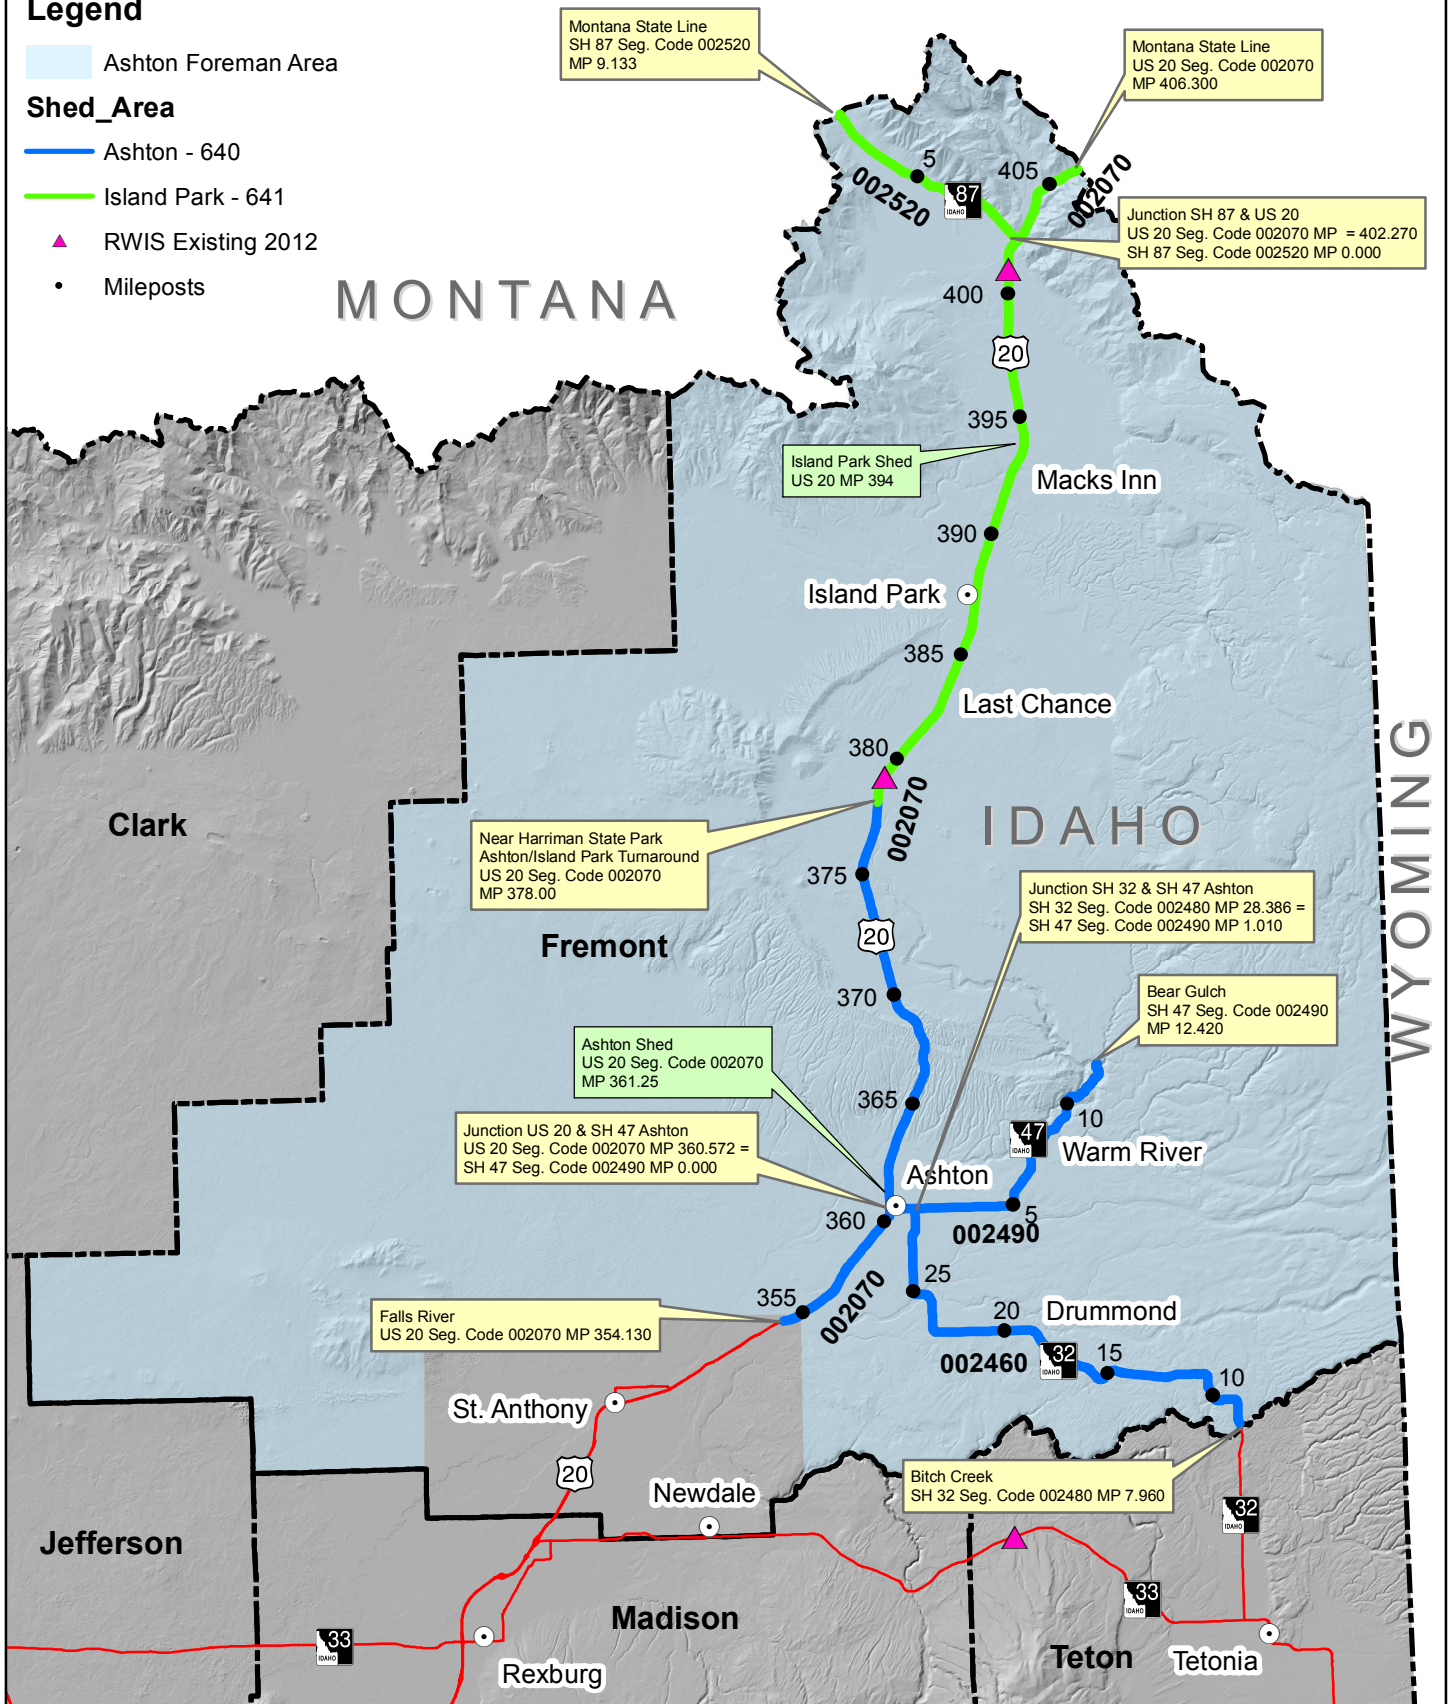 Legend
Ashton Foreman Area
Shed_Area
Ashton - 640
Island Park - 641
RWIS Existing 2012
Mileposts
Montana State Line
SH 87 Seg. Code 002520
MP 9.133
Montana State Line
US 20 Seg. Code 002070
MP 406.300
5
405
002520
87
IDAHO
002070
Junction SH 87 & US 20
US 20 Seg. Code 002070 MP  = 402.270
SH 87 Seg. Code 002520 MP 0.000
MONTANA
400
20
395
Island Park Shed
US 20 MP 394
Macks Inn
390
Island Park
385
Last Chance
380
002070
WYOMING
IDAHO
Clark
Near Harriman State Park
Ashton/Island Park Turnaround
US 20 Seg. Code 002070
MP 378.00
375
Junction SH 32 & SH 47 Ashton
SH 32 Seg. Code 002480 MP 28.386 =
SH 47 Seg. Code 002490 MP 1.010
Fremont
20
370
Bear Gulch
SH 47 Seg. Code 002490
MP 12.420
Ashton Shed
US 20 Seg. Code 002070
MP 361.25
365
10
47
IDAHO
Warm River
Junction US 20 & SH 47 Ashton
US 20 Seg. Code 002070 MP 360.572 =
SH 47 Seg. Code 002490 MP 0.000
Ashton
360
5
002490
25
355
002070
20
Drummond
Falls River
US 20 Seg. Code 002070 MP 354.130
002460
32
IDAHO
15
10
St. Anthony
20
Bitch Creek
SH 32 Seg. Code 002480 MP 7.960
Newdale
32
IDAHO
Jefferson
33
IDAHO
Madison
33
IDAHO
Teton
Tetonia
Rexburg